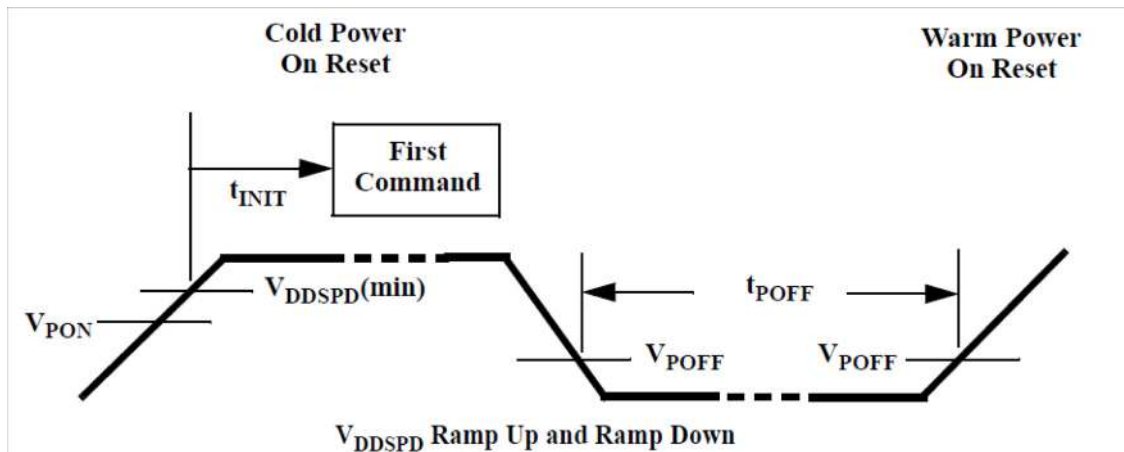 Cold Power
On Reset
Warm Power
On Reset
First
Command
tINIT
VDDSPD(min)
VPON
tPOFF
VPOFF
VPOFF
VDDSPD Ramp Up and Ramp Down